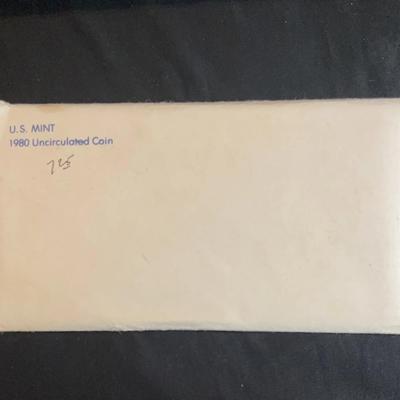 U.S. MINT
1980 Uncirculated Coin
725